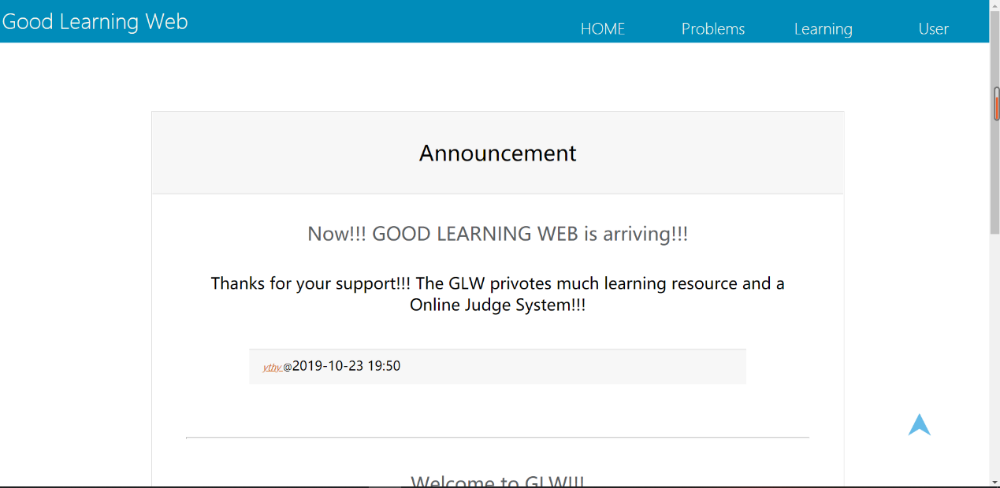 Good Learning Web
HOME Problems Learning User
Announcement
Now!!! GOOD LEARNING WEB is arriving!!!
Thanks for your support!!! The GLW privotes much learning resource and a
Online Judge System!!!
ythy @2019-10-23 19:50
Welcome to GLW!!!